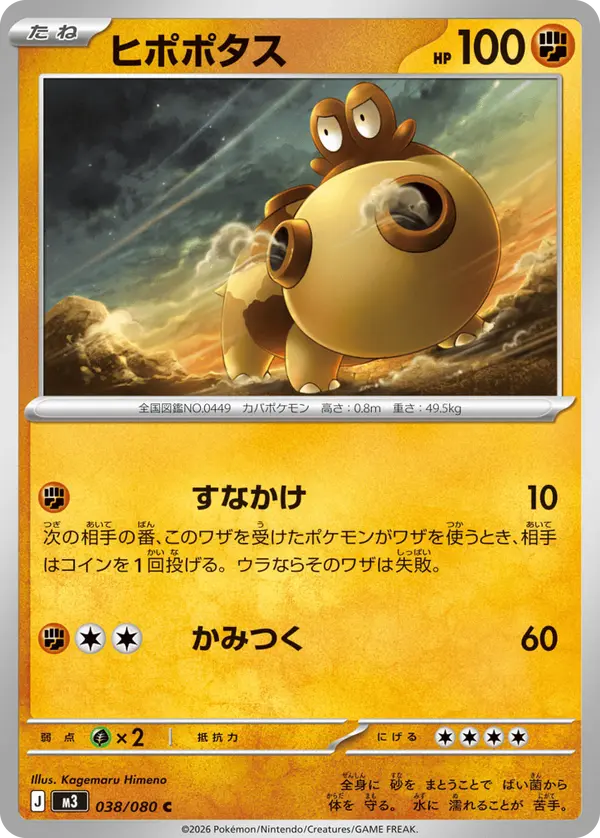 たね ヒポポタス HP 100
全国図鑑NO.0449 カバポケモン 高さ:0.8m 重さ:49.5kg
すなかけ 10
次の相手の番、このワザを受けたポケモンがワザを使うとき、相手
はコインを1回投げる。ウラならそのワザは失敗。
かみつく 60
弱点 ×2 抵抗力 にげる
Illus. Kagemaru Himeno
全身に 砂を まとうことで ばい菌から
体を 守る。 水に 濡れることが 苦手。
J M3 038/080 C
©2026 Pokémon/Nintendo/Creatures/GAME FREAK.